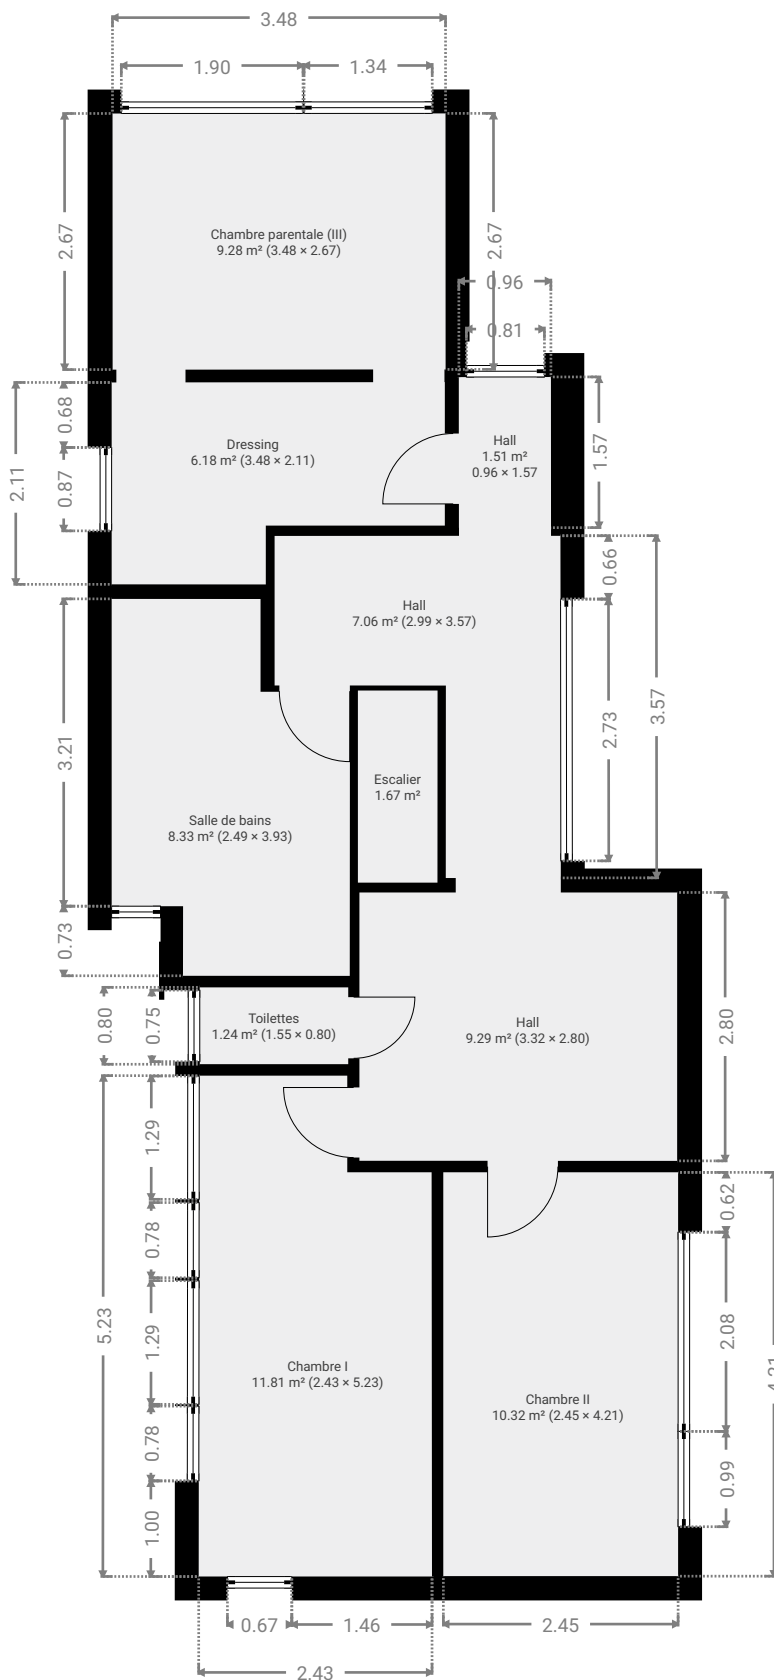 3.48
1.90
1.34
2.67
2.67
Chambre parentale (III)
9.28 m² (3.48 × 2.67)
0.96
0.81
0.68
2.11
0.87
Dressing
6.18 m² (3.48 × 2.11)
Hall
1.51 m²
0.96 × 1.57
1.57
0.66
Hall
7.06 m² (2.99 × 3.57)
3.57
2.73
3.21
Escalier
1.67 m²
Salle de bains
8.33 m² (2.49 × 3.93)
0.73
0.80
0.75
Toilettes
1.24 m² (1.55 × 0.80)
Hall
9.29 m² (3.32 × 2.80)
2.80
1.29
0.62
0.78
5.23
1.29
2.08
4.21
Chambre I
11.81 m² (2.43 × 5.23)
Chambre II
10.32 m² (2.45 × 4.21)
0.78
0.99
1.00
0.67
1.46
2.45
2.43